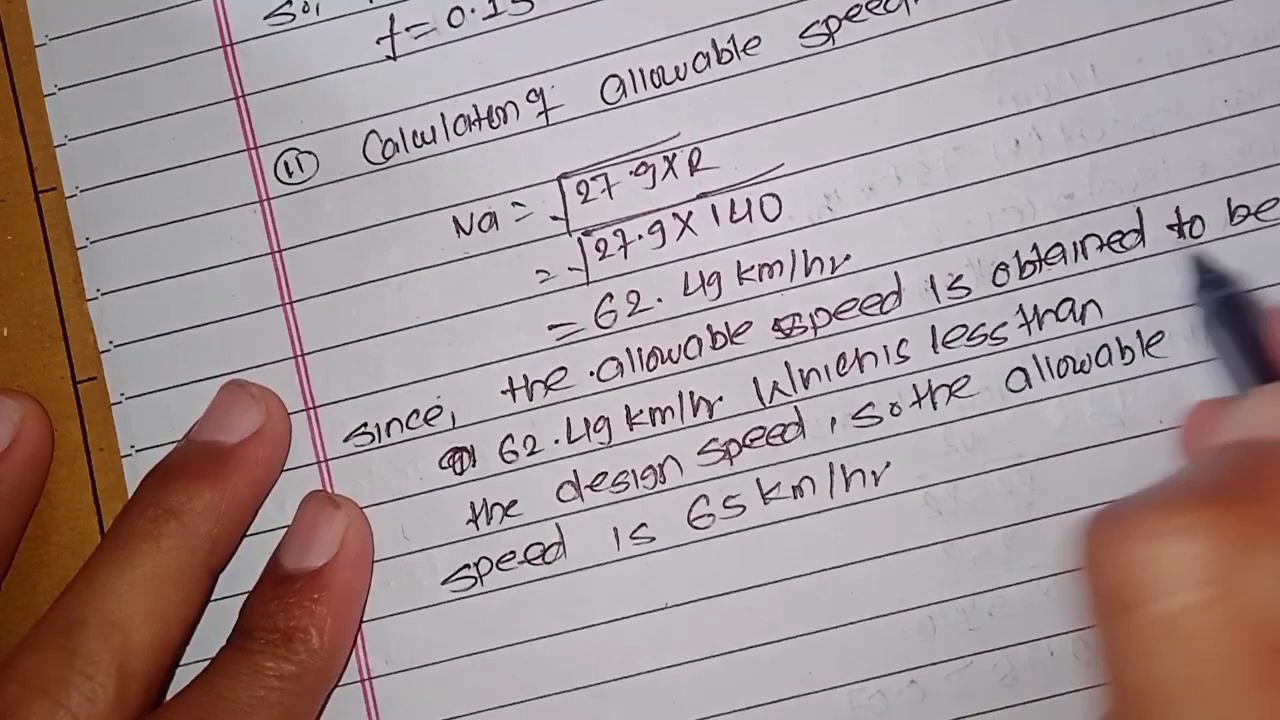 So,
f=0.15
(11) Calculation of allowable speed,
Va = √27.9×R
= √27.9×140
= 62.49 km/hr
since, the allowable speed is obtained to be
62.49 km/hr Which is less than
the design speed, so the allowable
speed is 65 km/hr